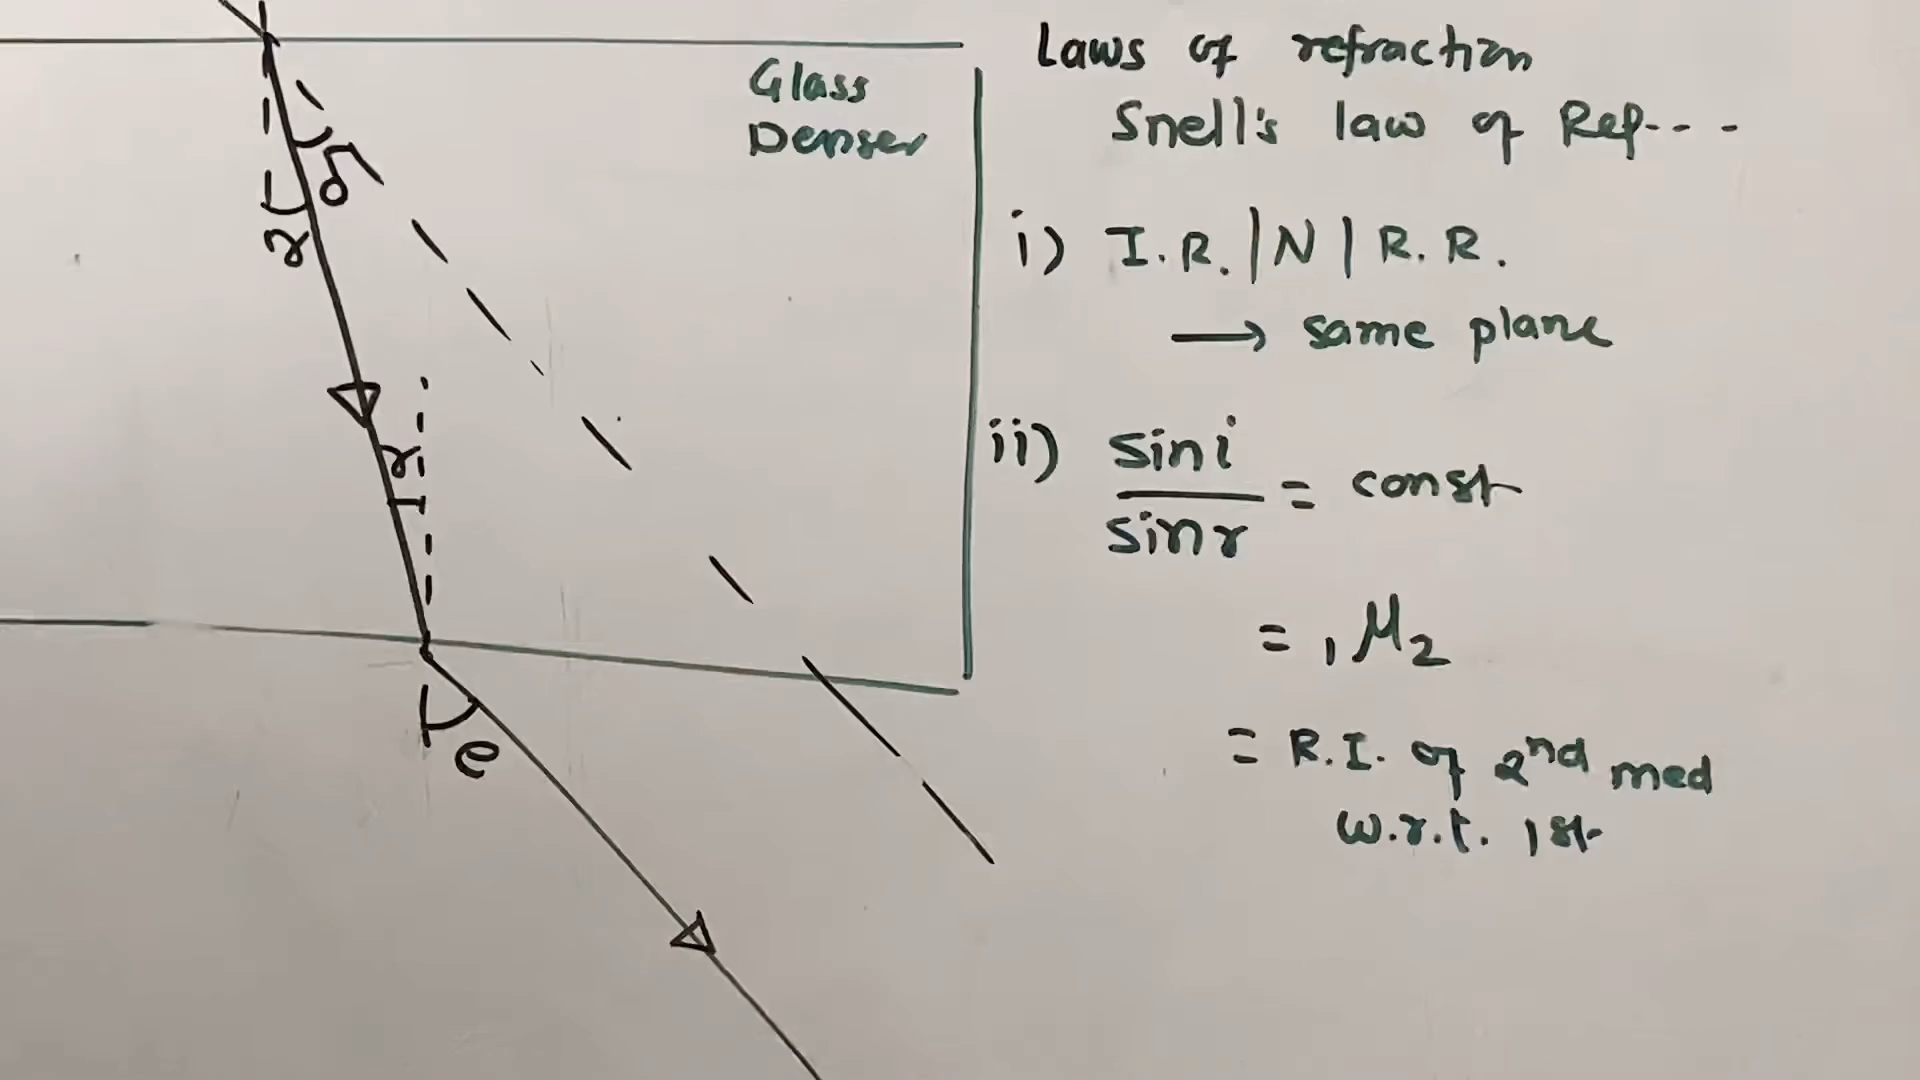 Glass
Denser
δ
r
r
e
Laws of refraction
Snell's law of Ref----
i) I.R. | N | R. R.
→ same plane
ii) sin i
sin r
= const
= ₁μ₂
= R.I. of 2nd med
w.r.t. 1st